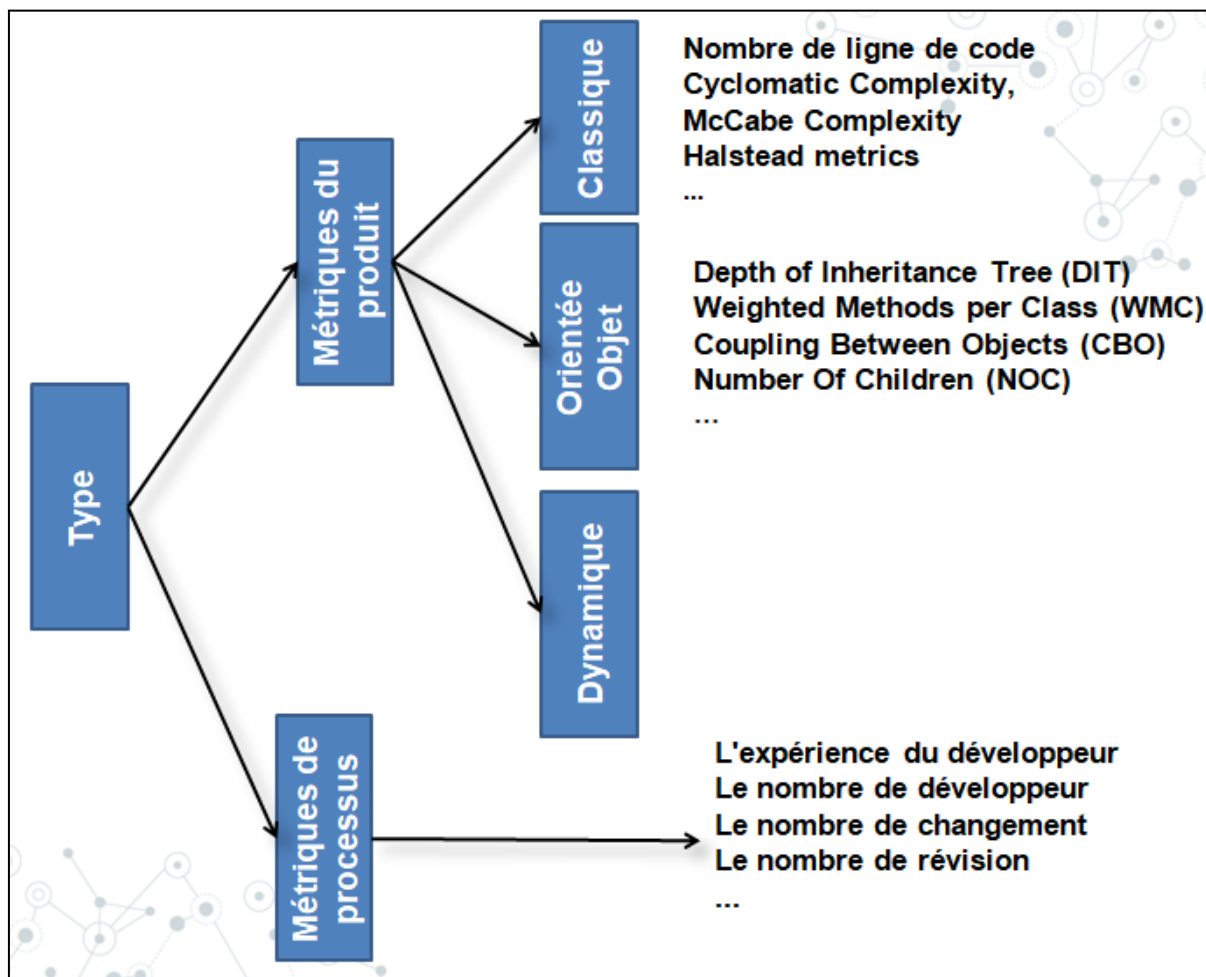 Type
Métriques du
produit
Classique
Nombre de ligne de code
Cyclomatic Complexity,
McCabe Complexity
Halstead metrics
...
Orientée
Objet
Depth of Inheritance Tree (DIT)
Weighted Methods per Class (WMC)
Coupling Between Objects (CBO)
Number Of Children (NOC)
...
Dynamique
Métriques de
processus
L'expérience du développeur
Le nombre de développeur
Le nombre de changement
Le nombre de révision
...